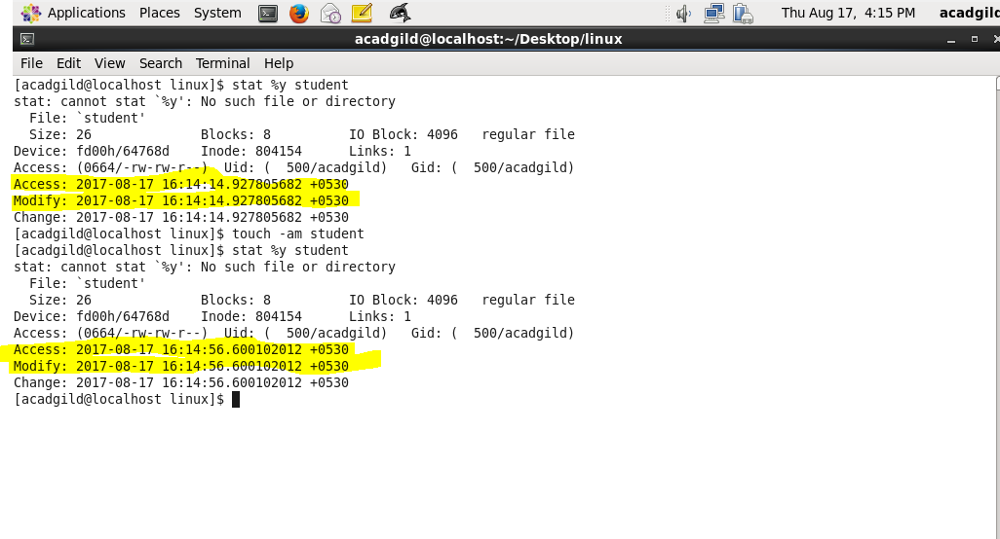 Applications Places System Thu Aug 17, 4:15 PM acadgild
acadgild@localhost:~/Desktop/linux
File Edit View Search Terminal Help
[acadgild@localhost linux]$ stat %y student
stat: cannot stat `%y': No such file or directory
  File: `student'
  Size: 26              Blocks: 8          IO Block: 4096   regular file
Device: fd00h/64768d    Inode: 804154      Links: 1
Access: (0664/-rw-rw-r--)  Uid: (  500/acadgild)   Gid: (  500/acadgild)
Access: 2017-08-17 16:14:14.927805682 +0530
Modify: 2017-08-17 16:14:14.927805682 +0530
Change: 2017-08-17 16:14:14.927805682 +0530
[acadgild@localhost linux]$ touch -am student
[acadgild@localhost linux]$ stat %y student
stat: cannot stat `%y': No such file or directory
  File: `student'
  Size: 26              Blocks: 8          IO Block: 4096   regular file
Device: fd00h/64768d    Inode: 804154      Links: 1
Access: (0664/-rw-rw-r--)  Uid: (  500/acadgild)   Gid: (  500/acadgild)
Access: 2017-08-17 16:14:56.600102012 +0530
Modify: 2017-08-17 16:14:56.600102012 +0530
Change: 2017-08-17 16:14:56.600102012 +0530
[acadgild@localhost linux]$